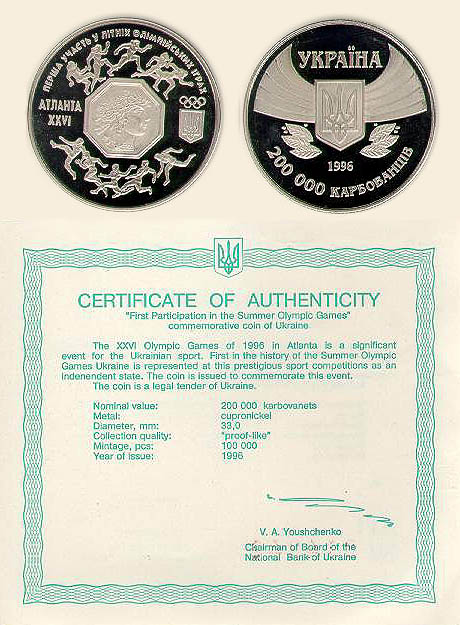 ПЕРША УЧАСТЬ У ЛІТНІХ ОЛІМПІЙСЬКИХ ІГРАХ
АТЛАНТА
XXVI
УКРАЇНА
1996
200 000 КАРБОВАНЦІВ
CERTIFICATE OF AUTHENTICITY
"First Participation in the Summer Olympic Games"
commemorative coin of Ukraine
The XXVI Olympic Games of 1996 in Atlanta is a significant
event for the Ukrainian sport. First in the history of the Summer Olympic
Games Ukraine is represented at this prestigious sport competitions as an
indenendent state. The coin is issued to commemorate this event.
The coin is a legal tender of Ukraine.
Nominal value: 200 000 karbovanets
Metal: cupronickel
Diameter, mm: 33,0
Collection quality: "proof-like"
Mintage, pcs: 100 000
Year of issue: 1996
V. A. Youshchenko
Chairman of Board of the
National Bank of Ukraine